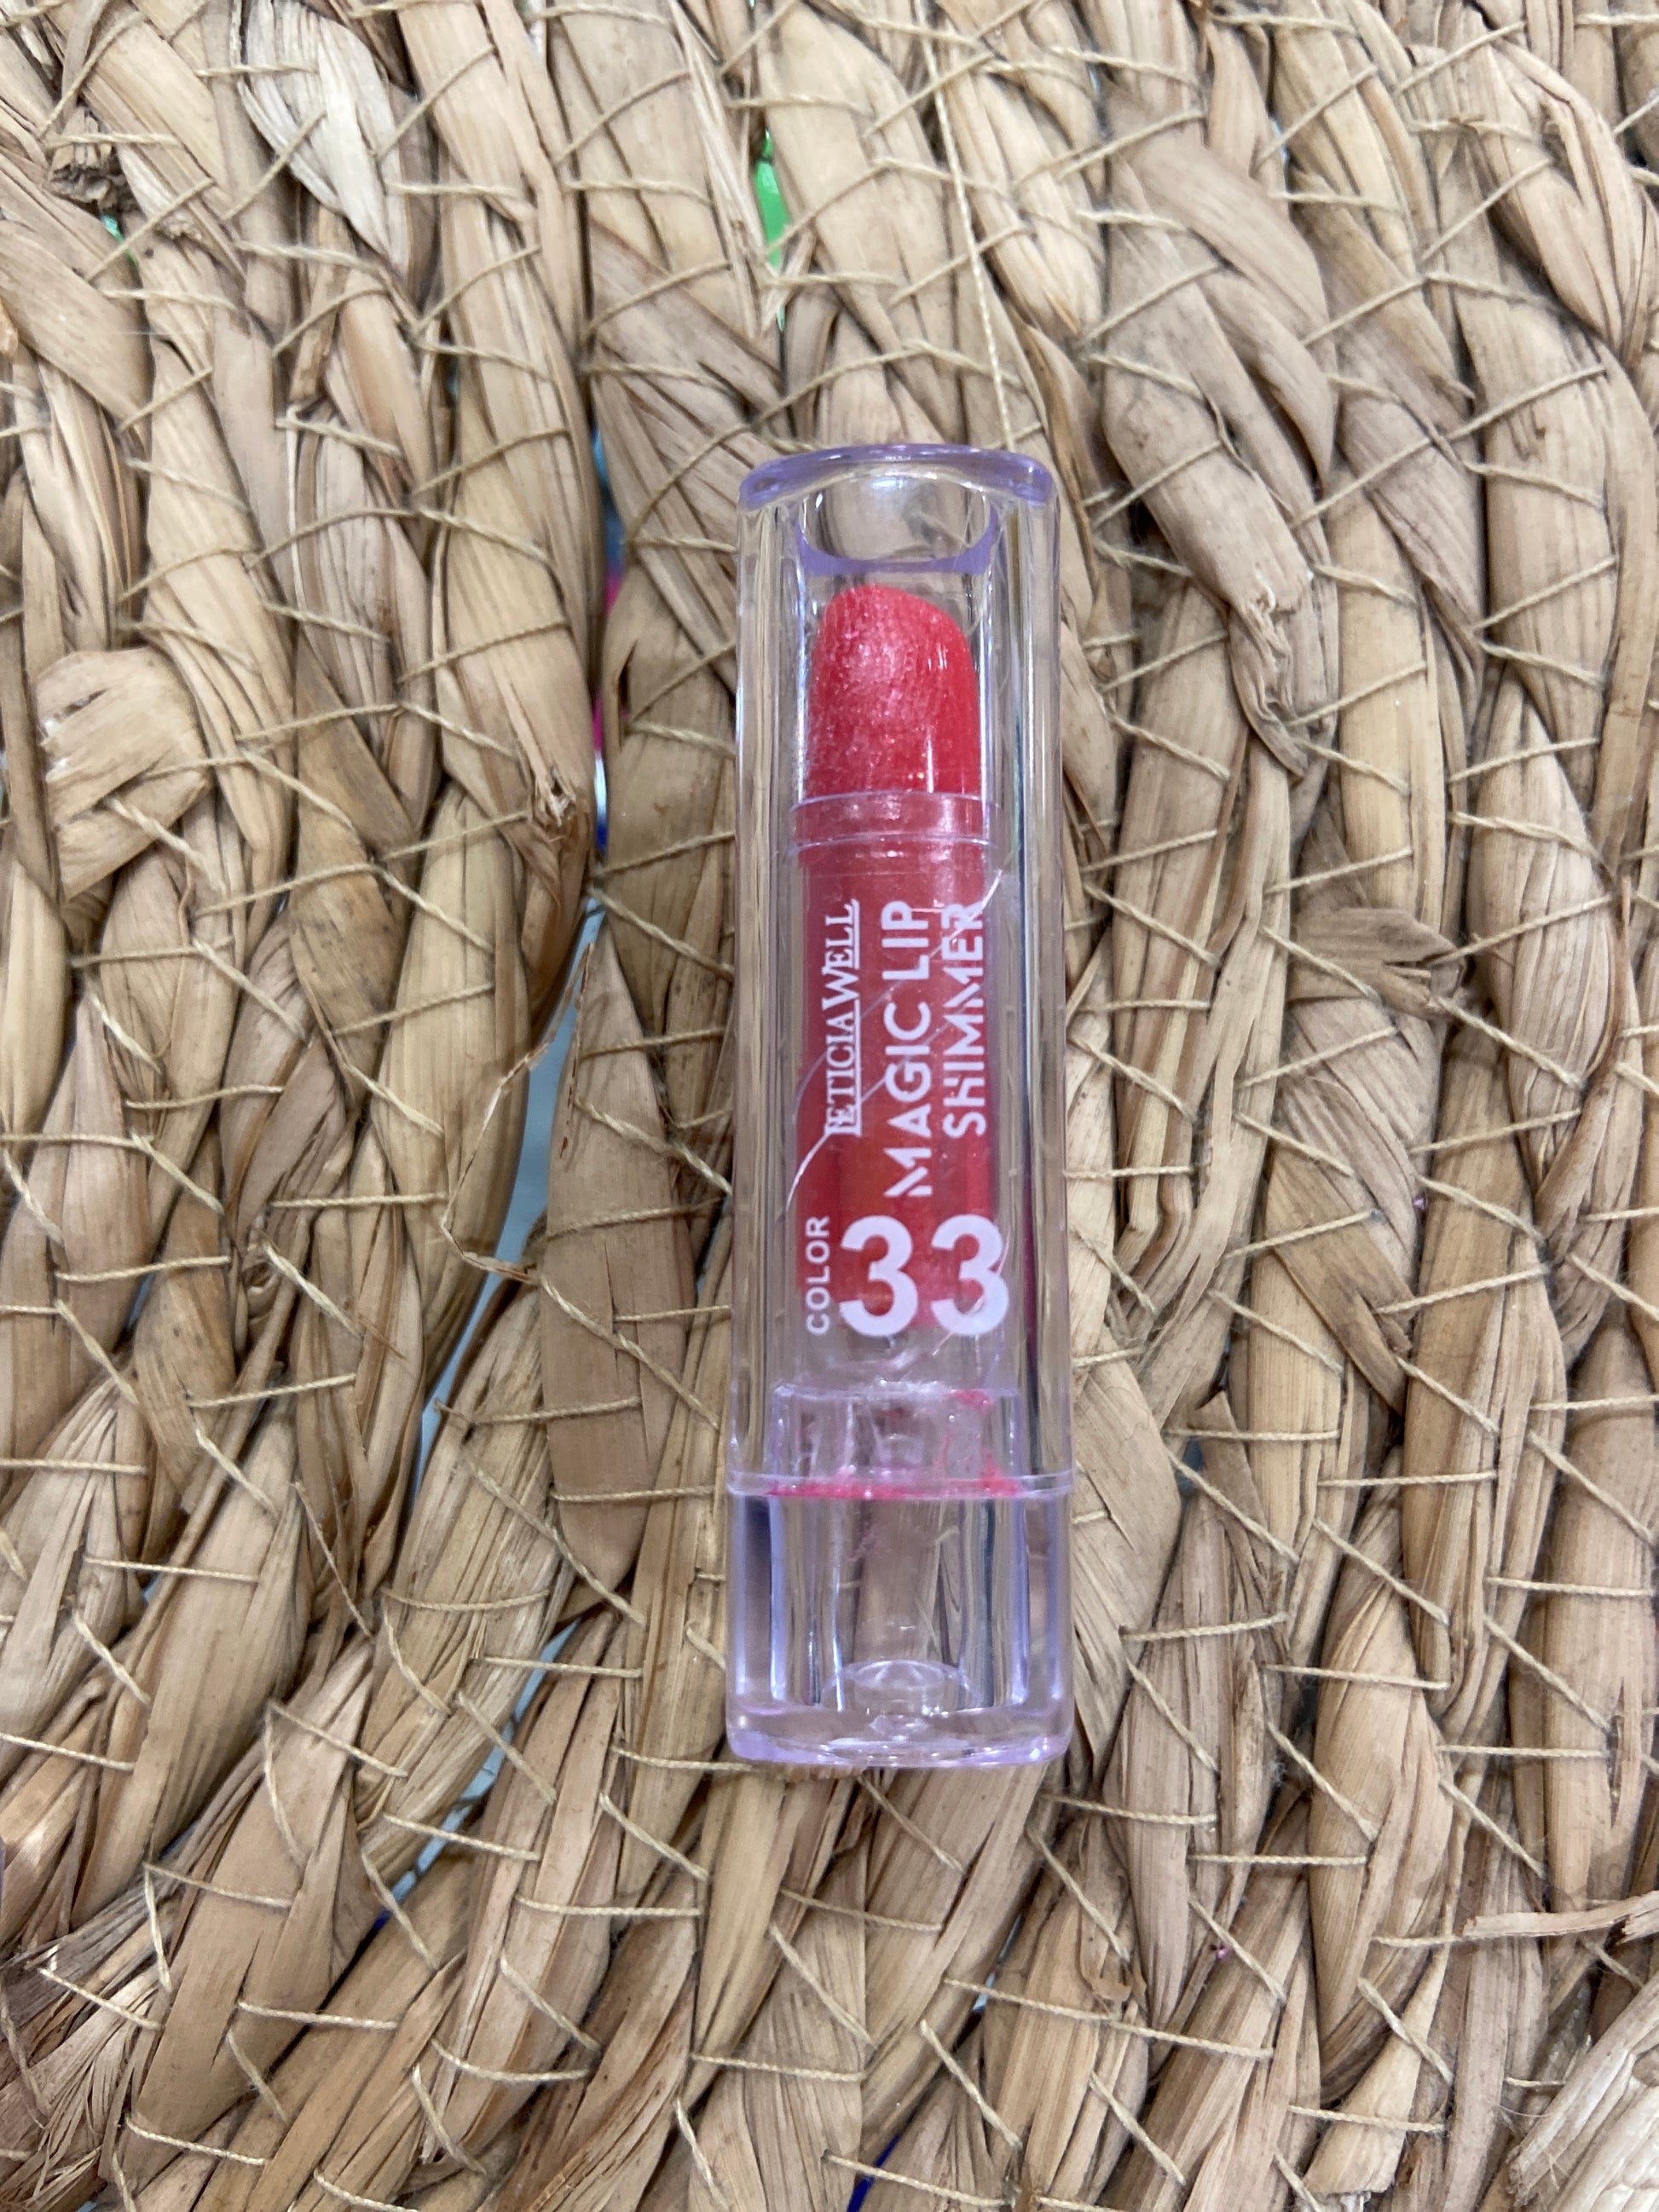 LETICIA WELL
MAGIC LIP
SHIMMER
COLOR
33